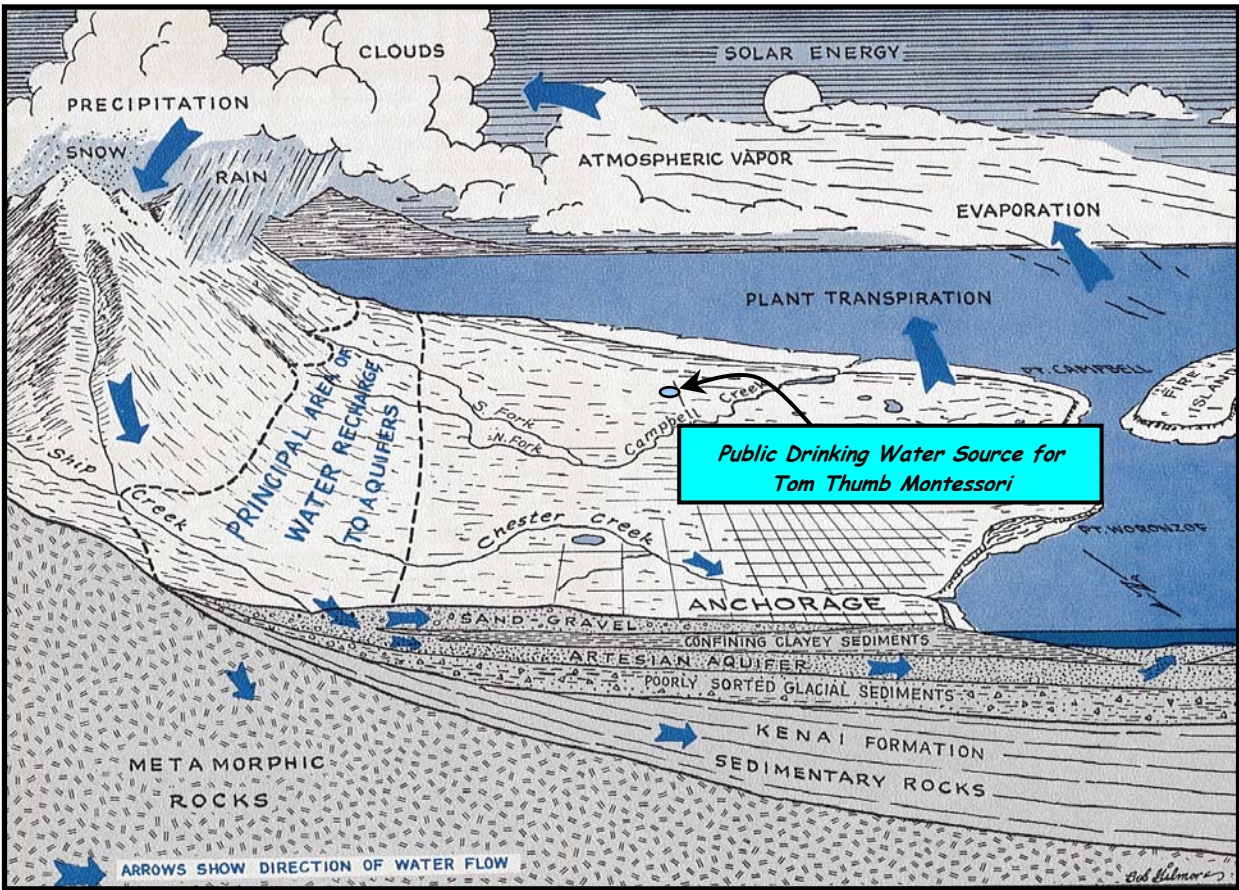 CLOUDS
SOLAR ENERGY
PRECIPITATION
SNOW
RAIN
ATMOSPHERIC VAPOR
EVAPORATION
PLANT TRANSPIRATION
PT. CAMPBELL
FIRE
ISLAND
PRINCIPAL AREA OF
WATER RECHARGE
TO AQUIFERS
S. Fork
N. Fork
Campbell Creek
Public Drinking Water Source for
Tom Thumb Montessori
Ship
Creek
Chester Creek
PT. WORONZOF
ANCHORAGE
SAND-GRAVEL
CONFINING CLAYEY SEDIMENTS
ARTESIAN AQUIFER
POORLY SORTED GLACIAL SEDIMENTS
KENAI FORMATION
SEDIMENTARY ROCKS
METAMORPHIC
ROCKS
ARROWS SHOW DIRECTION OF WATER FLOW
Bob Gilmore